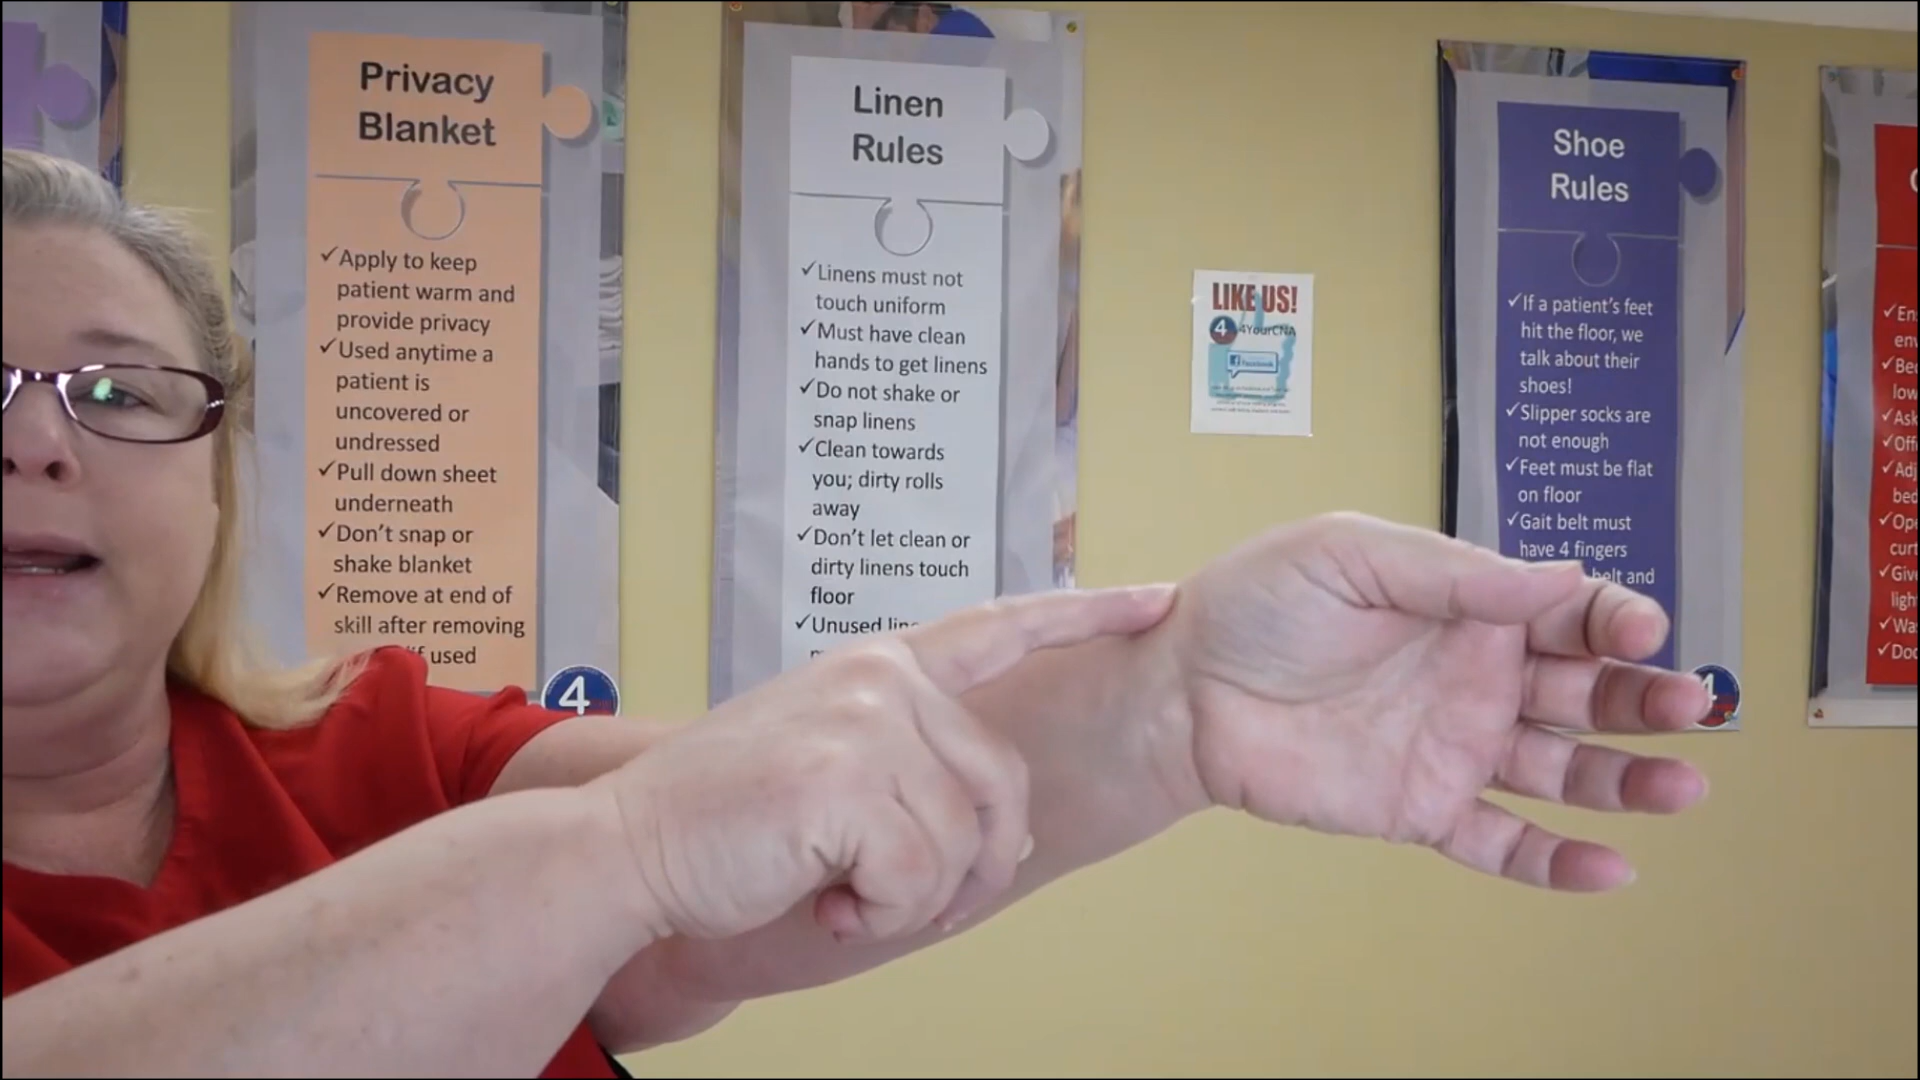 Privacy
Blanket
✓Apply to keep
patient warm and
provide privacy
✓Used anytime a
patient is
uncovered or
undressed
✓Pull down sheet
underneath
✓Don't snap or
shake blanket
✓Remove at end of
skill after removing
used
4
Linen
Rules
✓Linens must not
touch uniform
✓Must have clean
hands to get linens
✓Do not shake or
snap linens
✓Clean towards
you; dirty rolls
away
✓Don't let clean or
dirty linens touch
floor
✓Unused
LIKE US!
4 4YourCNA
facebook
Shoe
Rules
✓If a patient's feet
hit the floor, we
talk about their
shoes!
✓Slipper socks are
not enough
✓Feet must be flat
on floor
✓Gait belt must
have 4 fingers
belt and
4